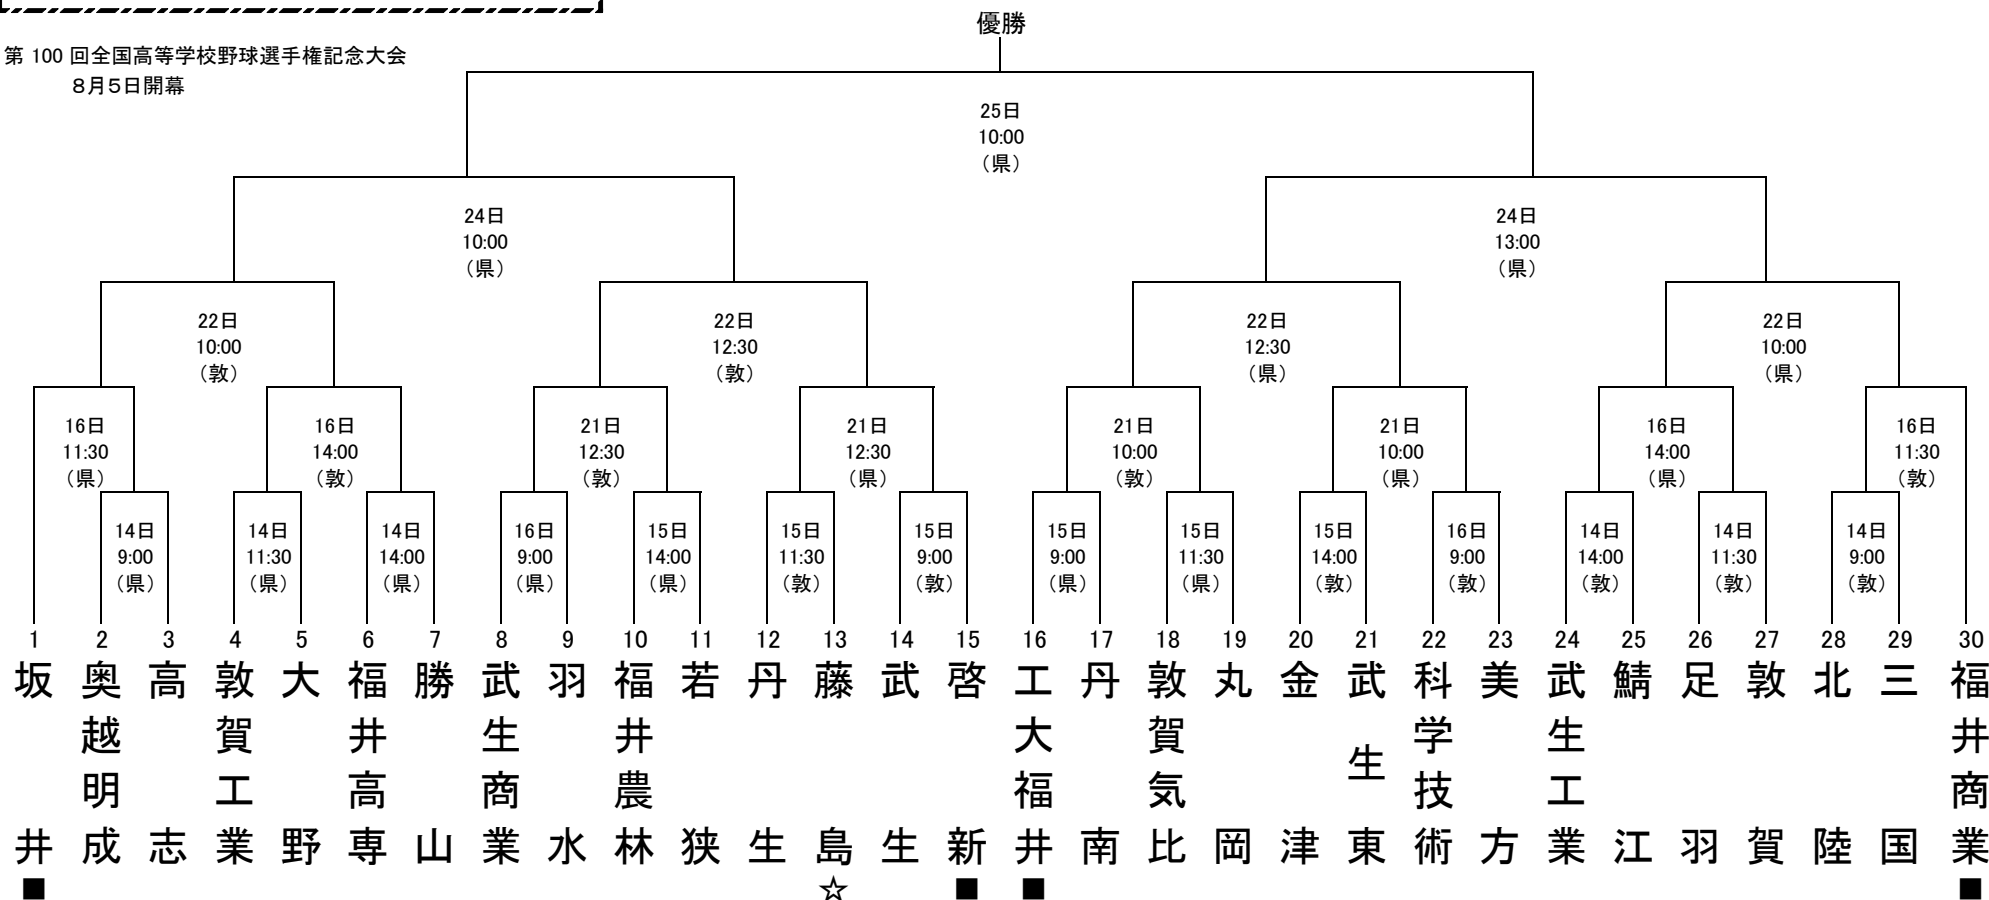 優勝
第 100 回全国高等学校野球選手権記念大会
8月5日開幕
25日
10:00
（県）
24日
10:00
（県）
24日
13:00
（県）
22日
10:00
（敦）
22日
12:30
（敦）
22日
12:30
（県）
22日
10:00
（県）
16日
11:30
（県）
16日
14:00
（敦）
21日
12:30
（敦）
21日
12:30
（県）
21日
10:00
（敦）
21日
10:00
（県）
16日
14:00
（県）
16日
11:30
（敦）
14日
9:00
（県）
14日
11:30
（県）
14日
14:00
（県）
16日
9:00
（県）
15日
14:00
（県）
15日
11:30
（敦）
15日
9:00
（敦）
15日
9:00
（県）
15日
11:30
（県）
15日
14:00
（敦）
16日
9:00
（敦）
14日
14:00
（敦）
14日
11:30
（敦）
14日
9:00
（敦）
1
坂井
■
2
奥越明成
3
高志
4
敦賀工業
5
大野
6
福井高専
7
勝山
8
武生商業
9
羽水
10
福井農林
11
若狭
12
丹生
13
藤島
☆
14
武生
15
啓新
■
16
工大福井
■
17
丹南
18
敦賀気比
19
丸岡
20
金津
21
武生東
22
科学技術
23
美方
24
武生工業
25
鯖江
26
足羽
27
敦賀
28
北陸
29
三国
30
福井商業
■